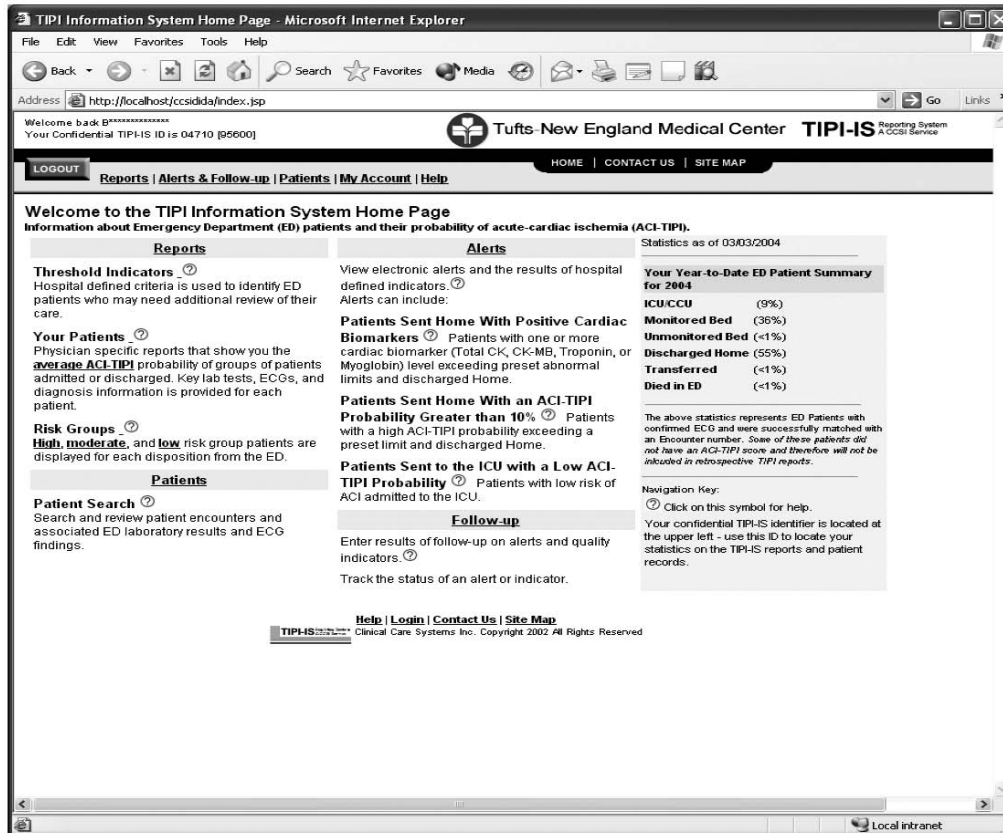 TIPI Information System Home Page - Microsoft Internet Explorer
File Edit View Favorites Tools Help
Back Search Favorites Media
Address http://localhost/ccsidida/index.jsp Go Links
Welcome back B**************
Your Confidential TIPI-IS ID is 04710 [95600]
Tufts-New England Medical Center TIPI-IS Reporting System
A CCSI Service
HOME | CONTACT US | SITE MAP
LOGOUT
Reports | Alerts & Follow-up | Patients | My Account | Help
Welcome to the TIPI Information System Home Page
Information about Emergency Department (ED) patients and their probability of acute-cardiac ischemia (ACI-TIPI).
Reports
Threshold Indicators
Hospital defined criteria is used to identify ED
patients who may need additional review of their
care.
Your Patients
Physician specific reports that show you the
average ACI-TIPI probability of groups of patients
admitted or discharged. Key lab tests, ECGs, and
diagnosis information is provided for each
patient.
Risk Groups
High, moderate, and low risk group patients are
displayed for each disposition from the ED.
Patients
Patient Search
Search and review patient encounters and
associated ED laboratory results and ECG
findings.
Alerts
View electronic alerts and the results of hospital
defined indicators.
Alerts can include:
Patients Sent Home With Positive Cardiac
Biomarkers Patients with one or more
cardiac biomarker (Total CK, CK-MB, Troponin, or
Myoglobin) level exceeding preset abnormal
limits and discharged Home.
Patients Sent Home With an ACI-TIPI
Probability Greater than 10% Patients
with a high ACI-TIPI probability exceeding a
preset limit and discharged Home.
Patients Sent to the ICU with a Low ACI-
TIPI Probability Patients with low risk of
ACI admitted to the ICU.
Follow-up
Enter results of follow-up on alerts and quality
indicators.
Track the status of an alert or indicator.
Statistics as of 03/03/2004
Your Year-to-Date ED Patient Summary
for 2004
ICU/CCU (9%)
Monitored Bed (36%)
Unmonitored Bed (<1%)
Discharged Home (55%)
Transferred (<1%)
Died in ED (<1%)
The above statistics represents ED Patients with
confirmed ECG and were successfully matched with
an Encounter number. Some of these patients did
not have an ACI-TIPI score and therefore will not be
inlcuded in retrospective TIPI reports.
Navigation Key:
Click on this symbol for help.
Your confidential TIPI-IS identifier is located at
the upper left - use this ID to locate your
statistics on the TIPI-IS reports and patient
records.
Help | Login | Contact Us | Site Map
TIPI-IS Clinical Care Systems Inc. Copyright 2002 All Rights Reserved
Local intranet